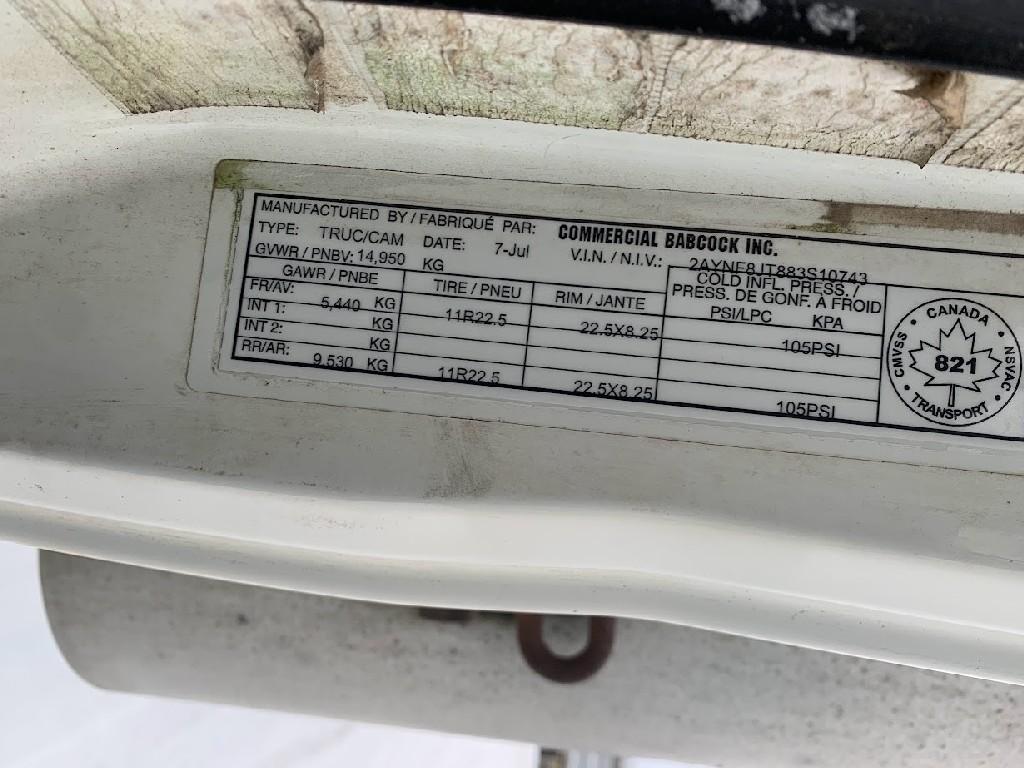 MANUFACTURED BY / FABRIQUÉ PAR: COMMERCIAL BABCOCK INC.
TYPE: TRUC/CAM DATE: 7-Jul V.I.N. / N.I.V.: 2AYNF8JT883S10743
GVWR / PNBV: 14,950 KG
GAWR / PNBE TIRE / PNEU RIM / JANTE COLD INFL. PRESS. / PRESS. DE GONF. À FROID PSI/LPC KPA
FR/AV: 5,440 KG 11R22.5 22.5X8.25 105PSI
INT 1: KG
INT 2: KG
RR/AR: 9,530 KG 11R22.5 22.5X8.25 105PSI
CANADA
CMVSS 821 NSVAC
TRANSPORT